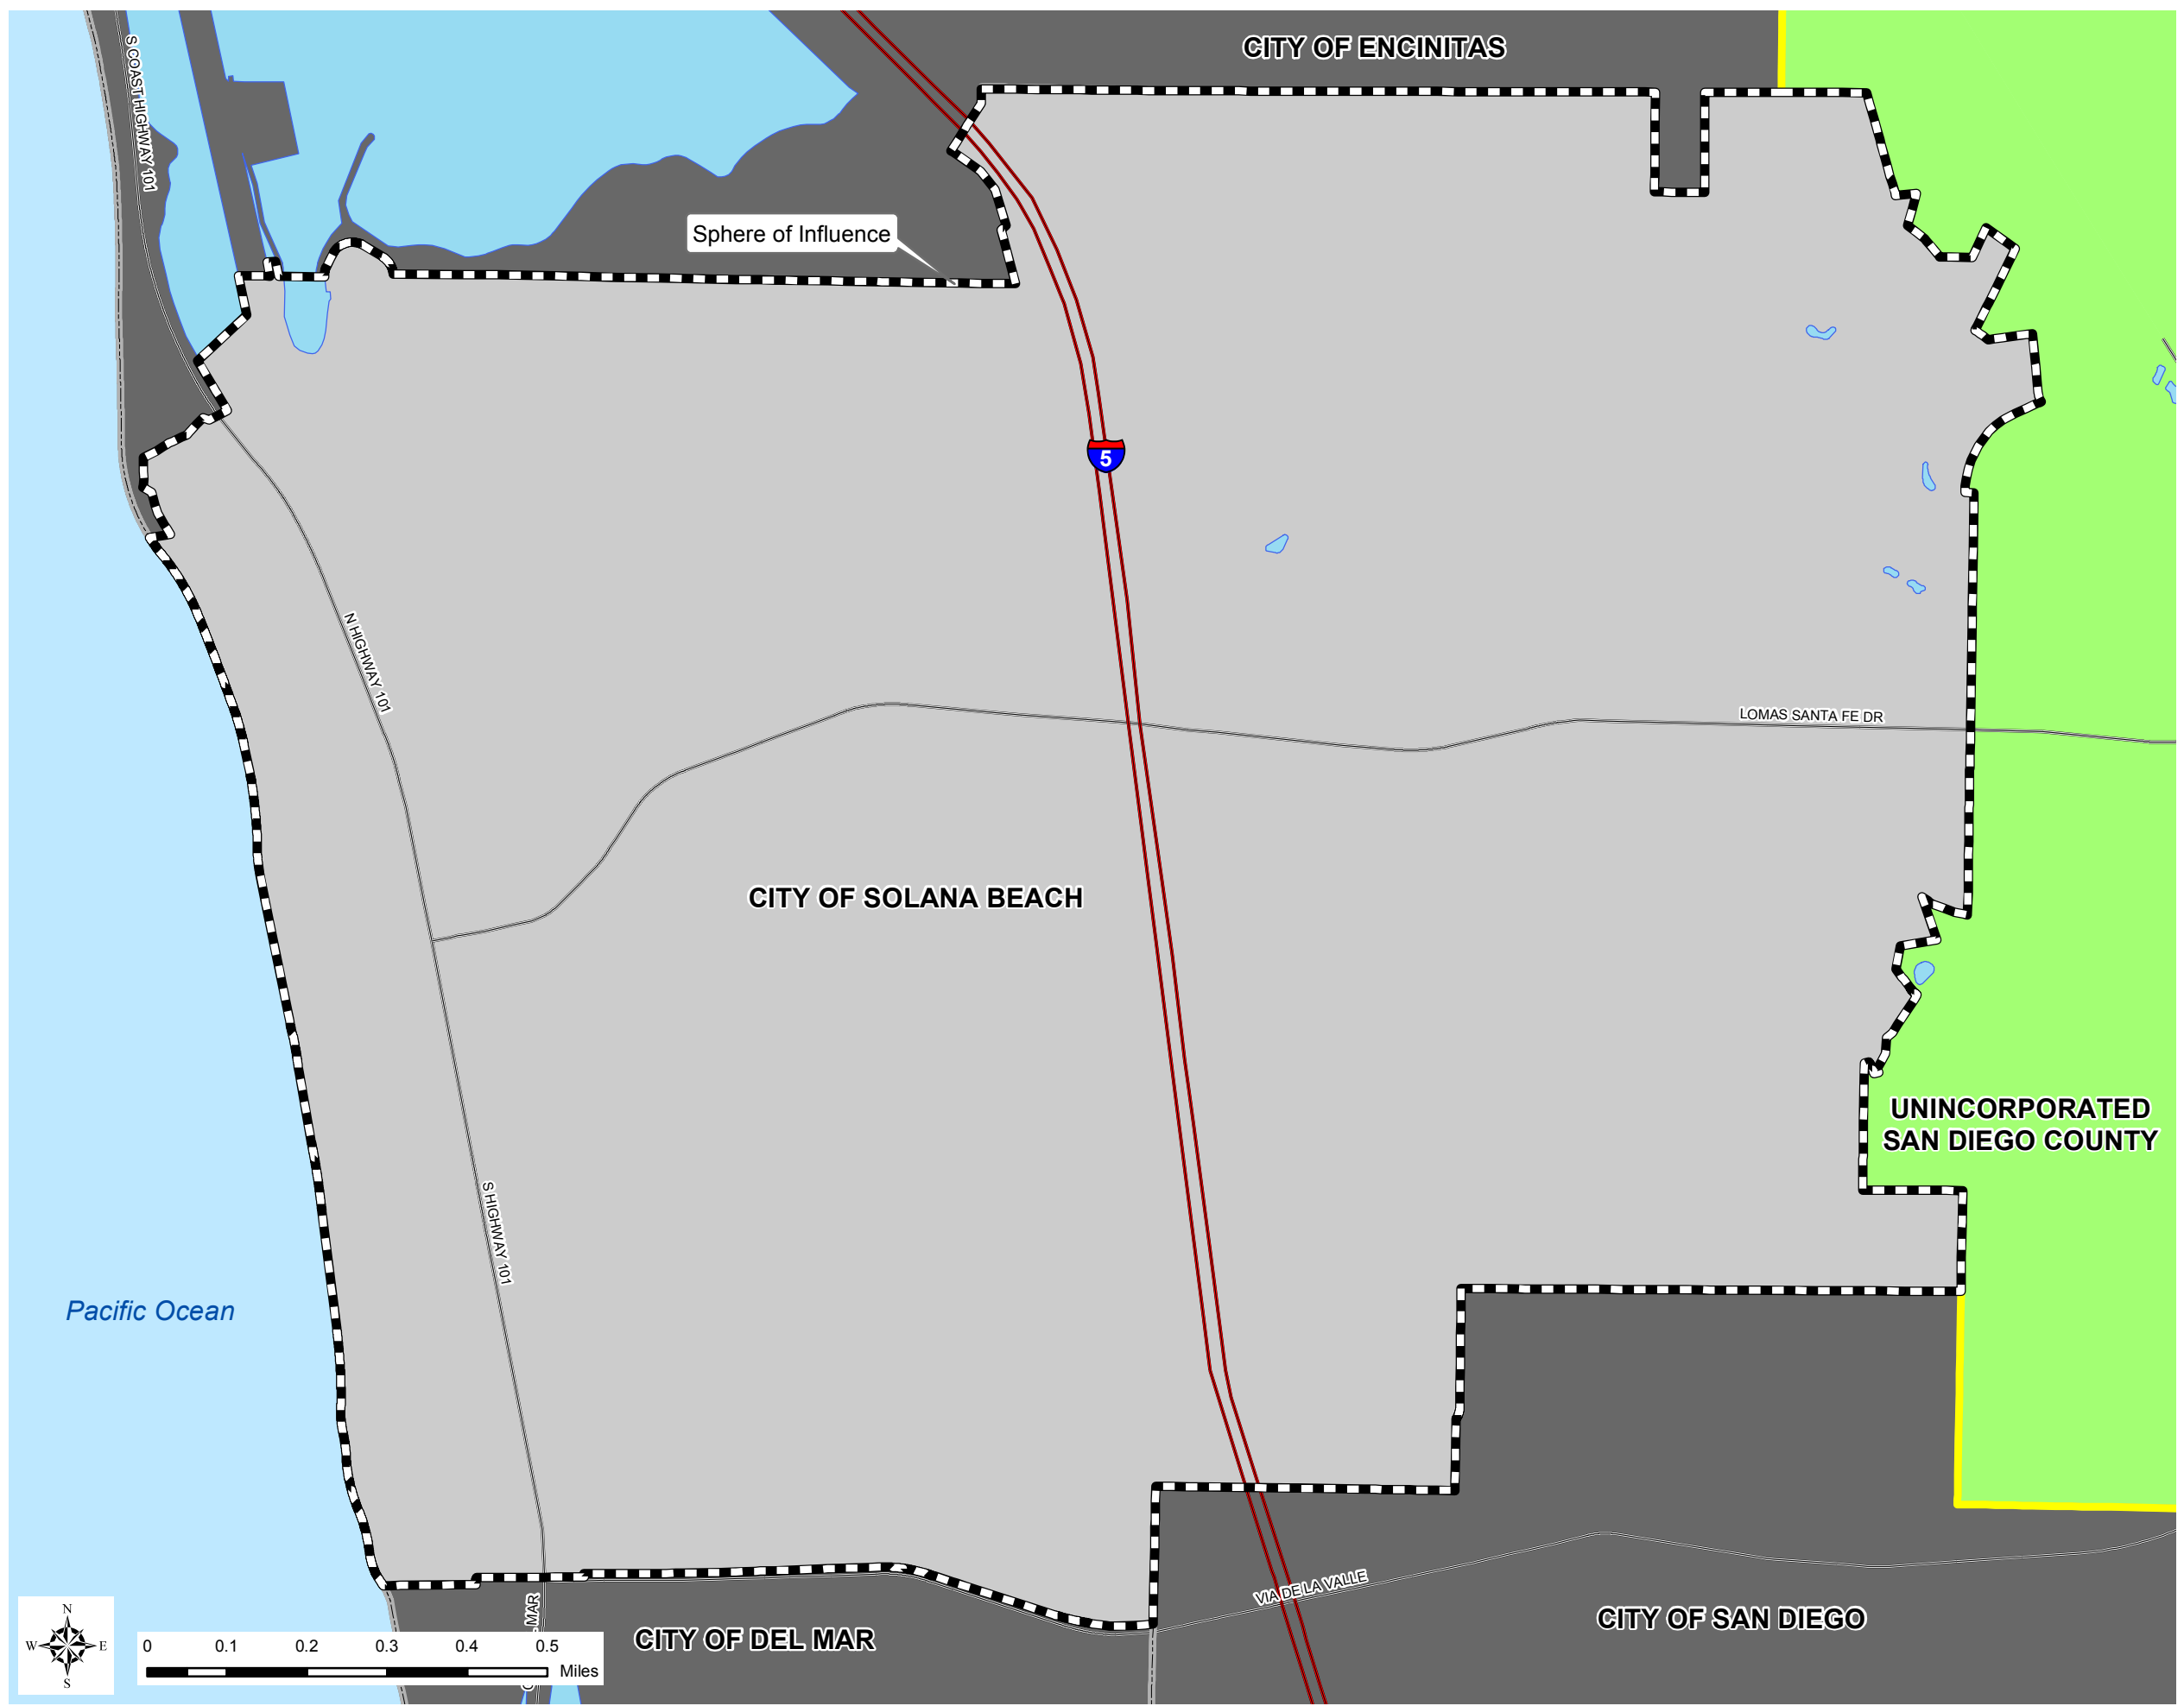 CITY OF ENCINITAS
S COAST HIGHWAY 101
Sphere of Influence
5
N HIGHWAY 101
LOMAS SANTA FE DR
CITY OF SOLANA BEACH
UNINCORPORATED
SAN DIEGO COUNTY
S HIGHWAY 101
Pacific Ocean
VIA DE LA VALLE
CITY OF SAN DIEGO
CITY OF DEL MAR
MAR
N
W E
S
0 0.1 0.2 0.3 0.4 0.5
Miles